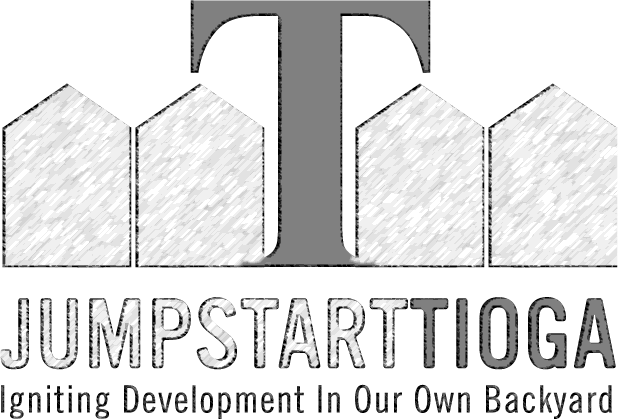 T
JUMPSTARTTIOGA
Igniting Development In Our Own Backyard